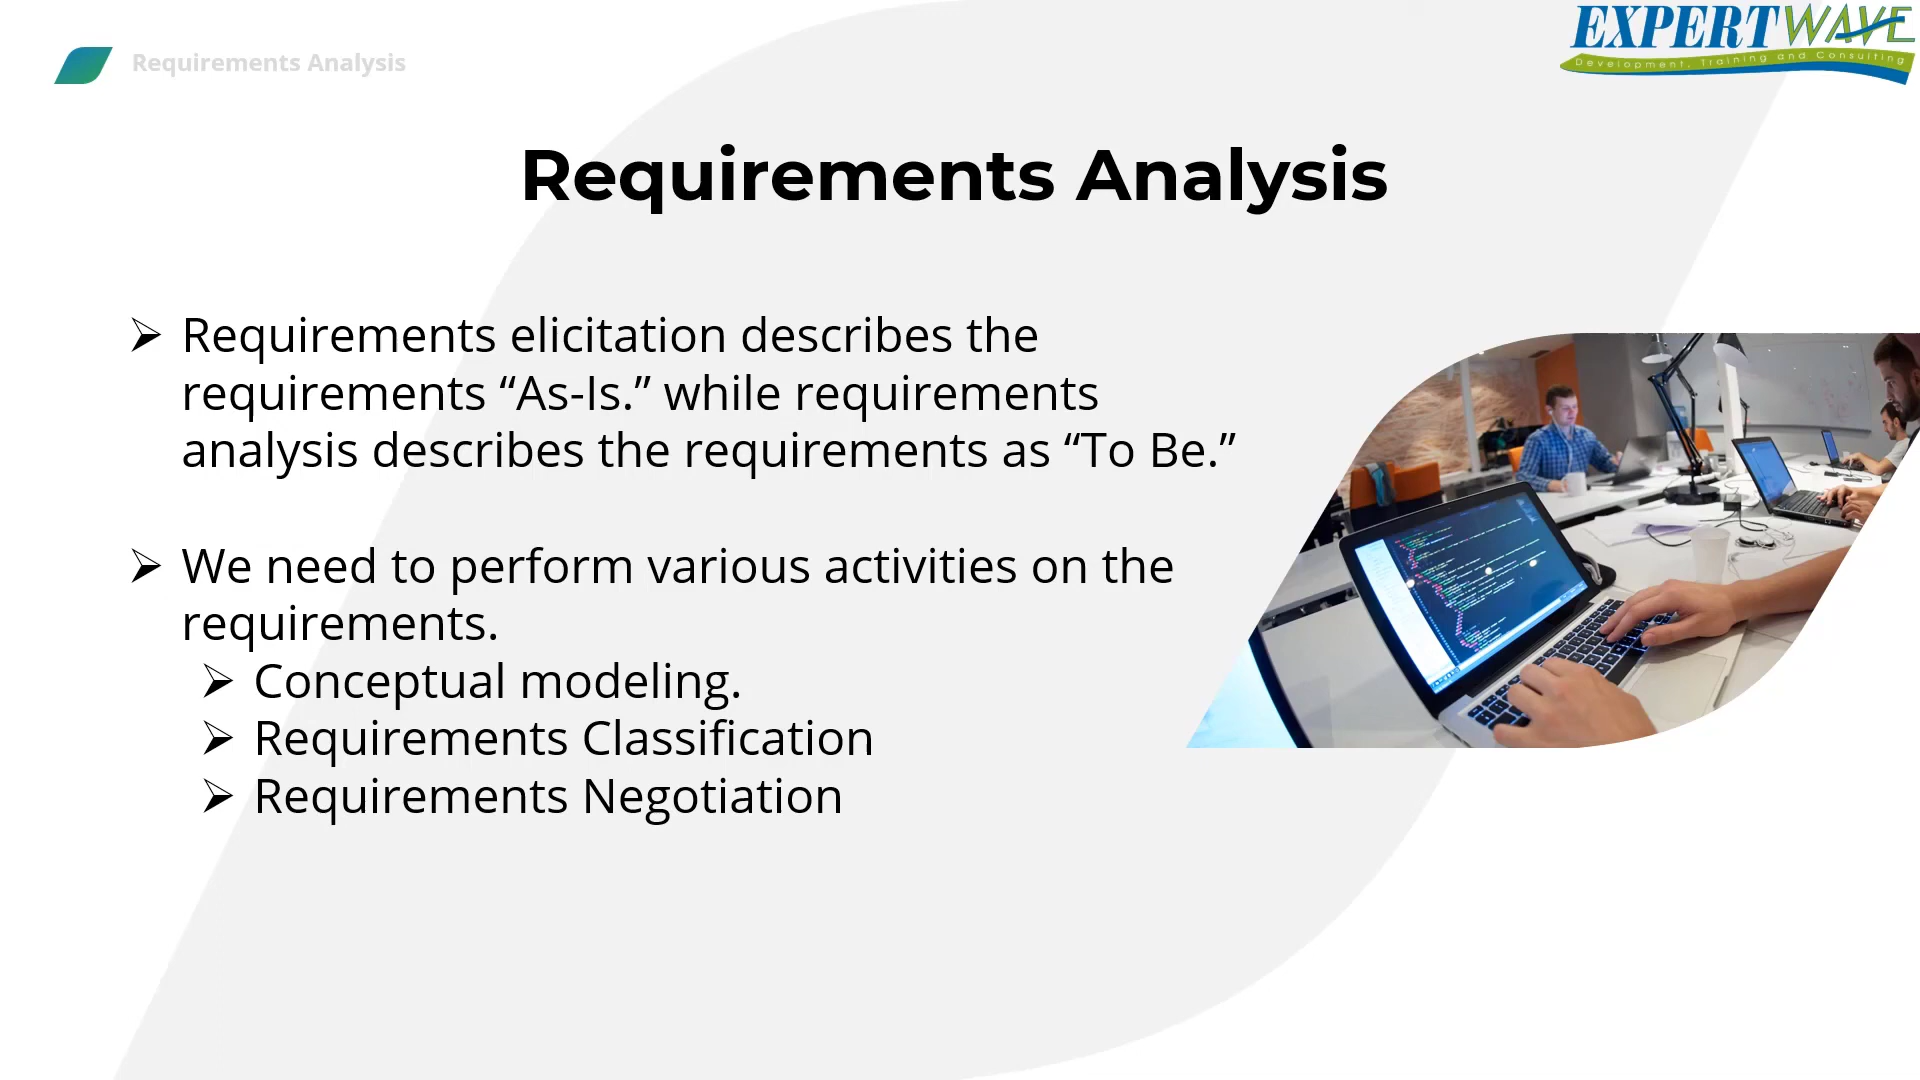 Requirements Analysis
EXPERTWAVE
Development, Training and Consulting
Requirements Analysis
➢ Requirements elicitation describes the
requirements “As-Is.” while requirements
analysis describes the requirements as “To Be.”
➢ We need to perform various activities on the
requirements.
➢ Conceptual modeling.
➢ Requirements Classification
➢ Requirements Negotiation